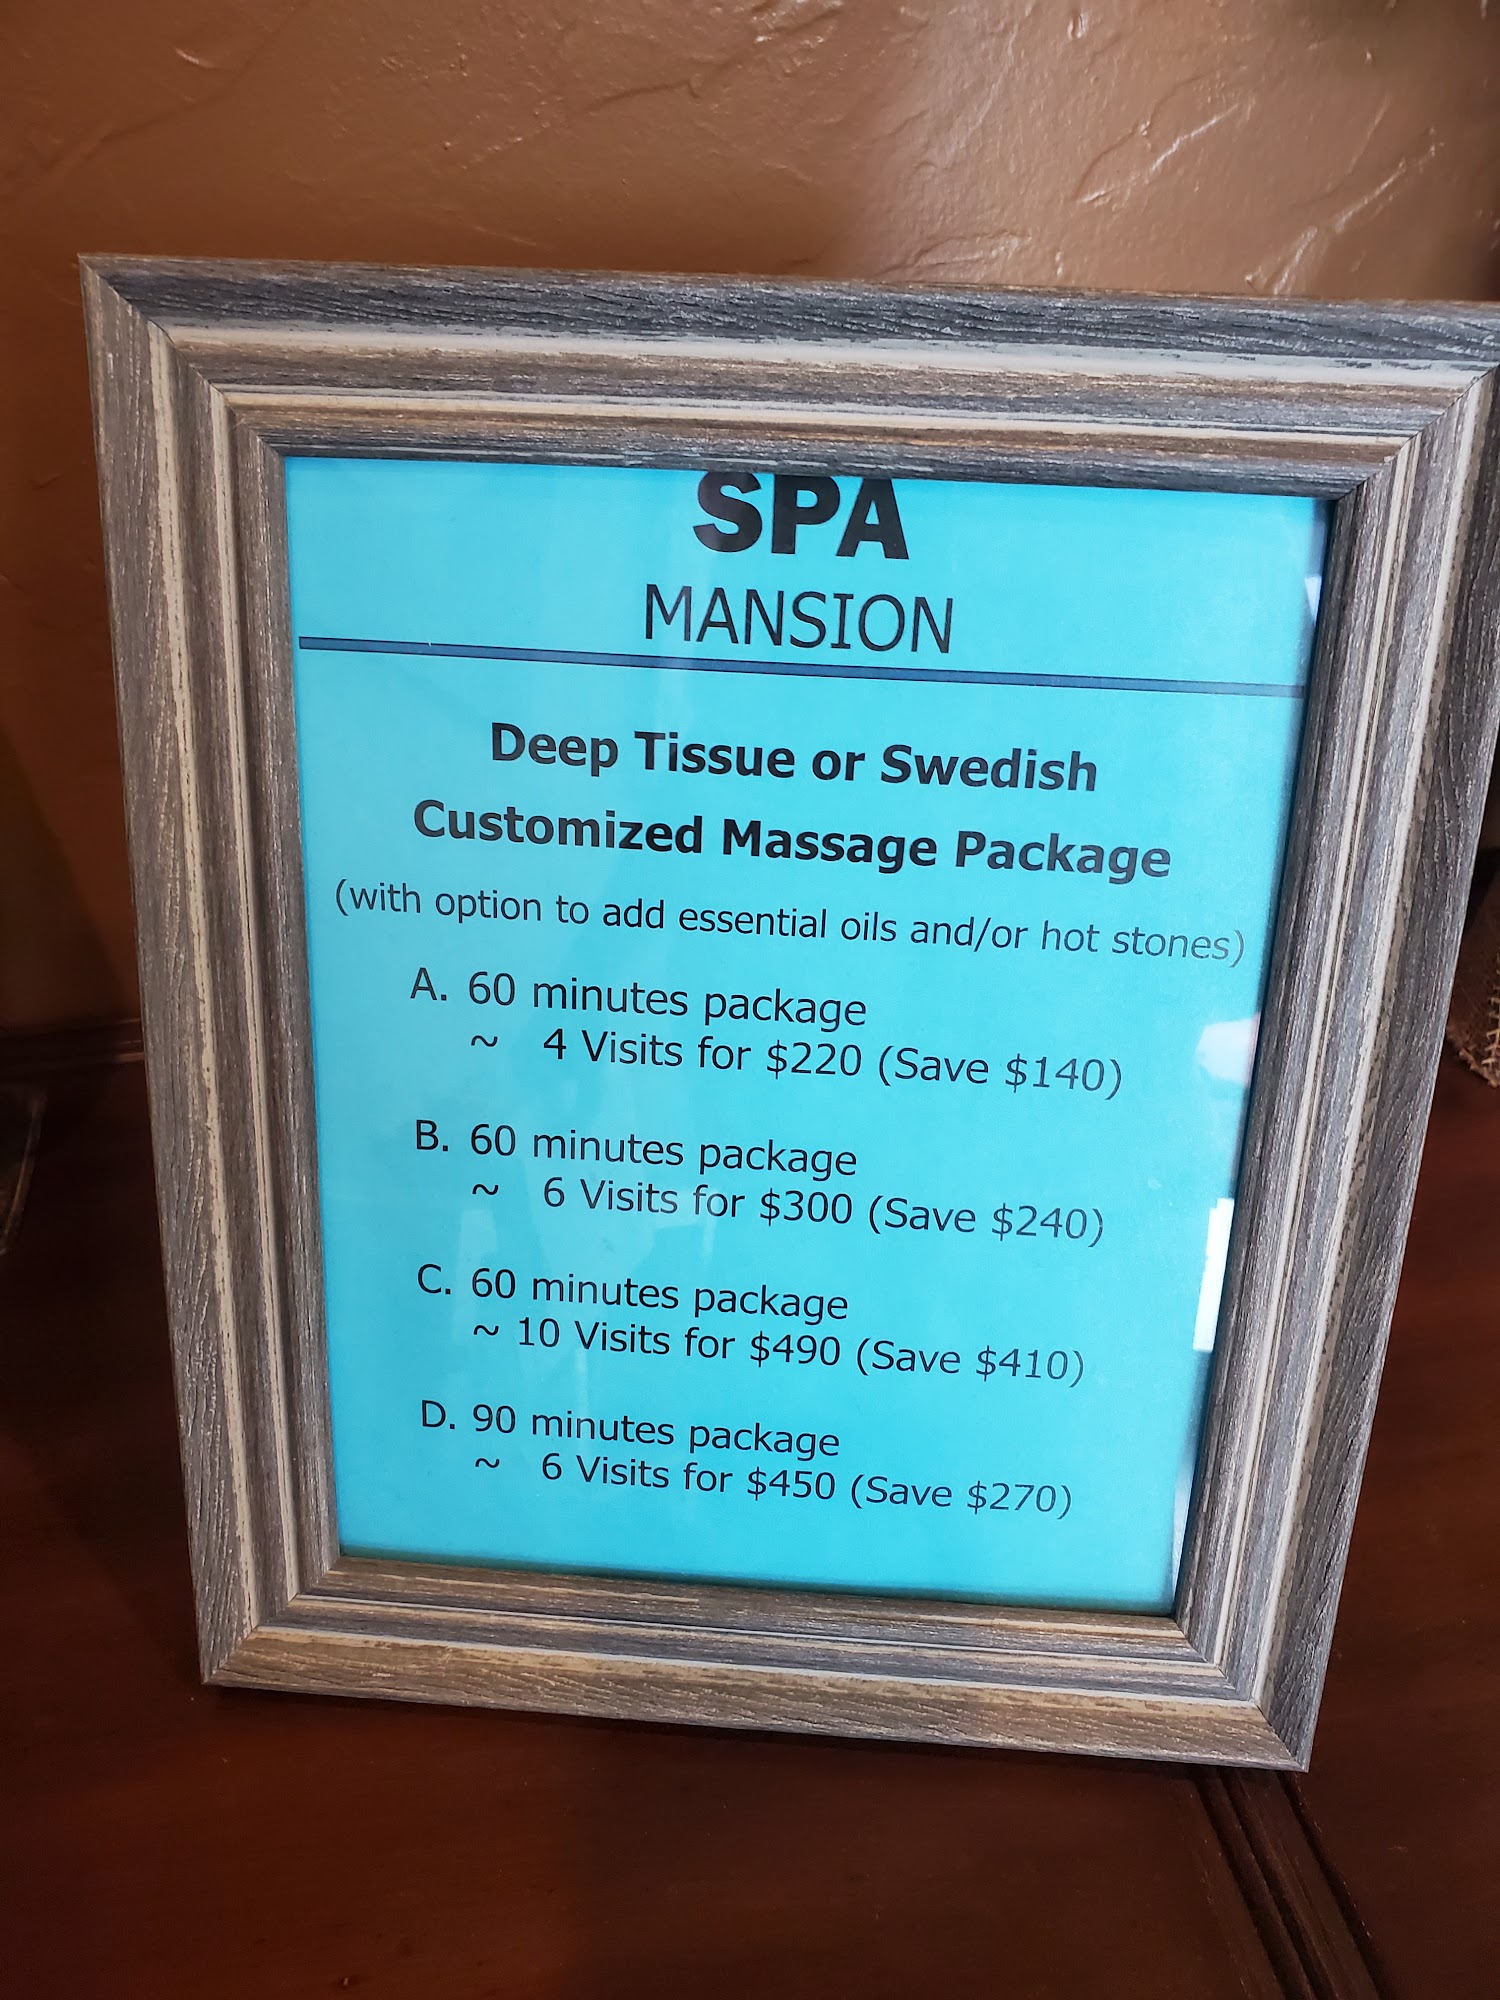 SPA
MANSION
Deep Tissue or Swedish
Customized Massage Package
(with option to add essential oils and/or hot stones)
A. 60 minutes package
~ 4 Visits for $220 (Save $140)
B. 60 minutes package
~ 6 Visits for $300 (Save $240)
C. 60 minutes package
~ 10 Visits for $490 (Save $410)
D. 90 minutes package
~ 6 Visits for $450 (Save $270)